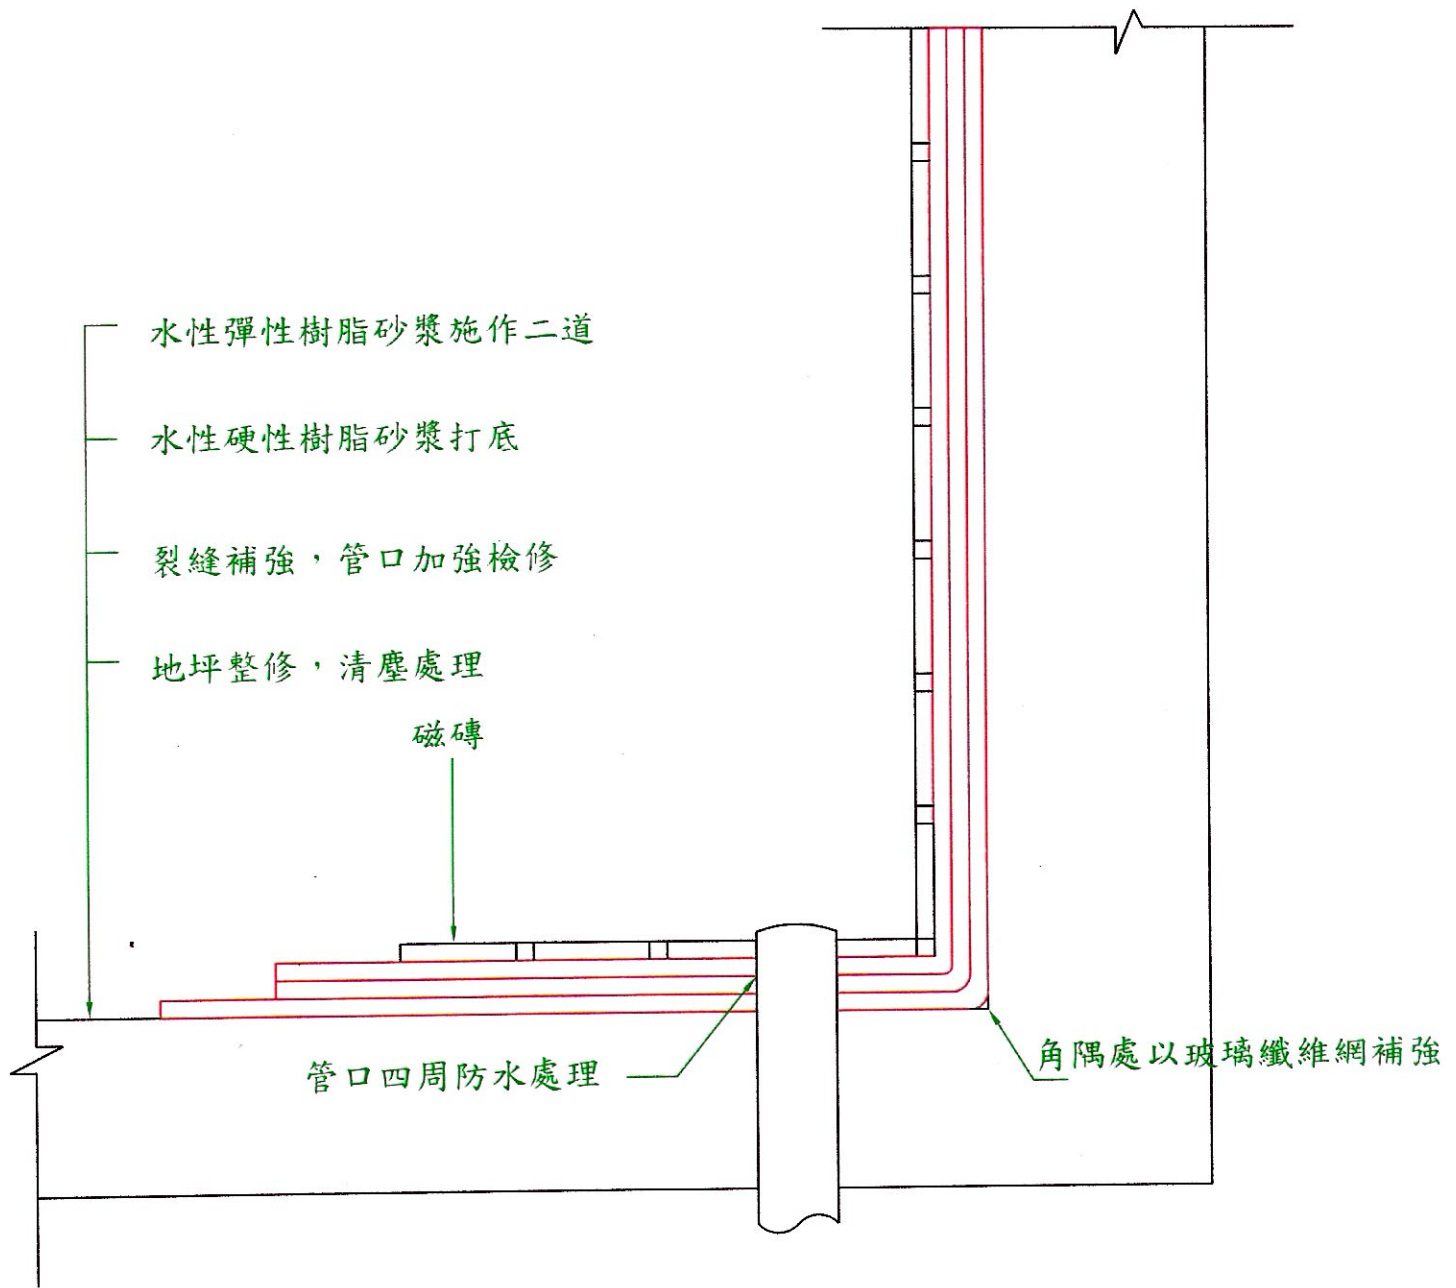 水性彈性樹脂砂漿施作二道
水性硬性樹脂砂漿打底
裂縫補強，管口加強檢修
地坪整修，清塵處理
磁磚
管口四周防水處理
角隅處以玻璃纖維網補強